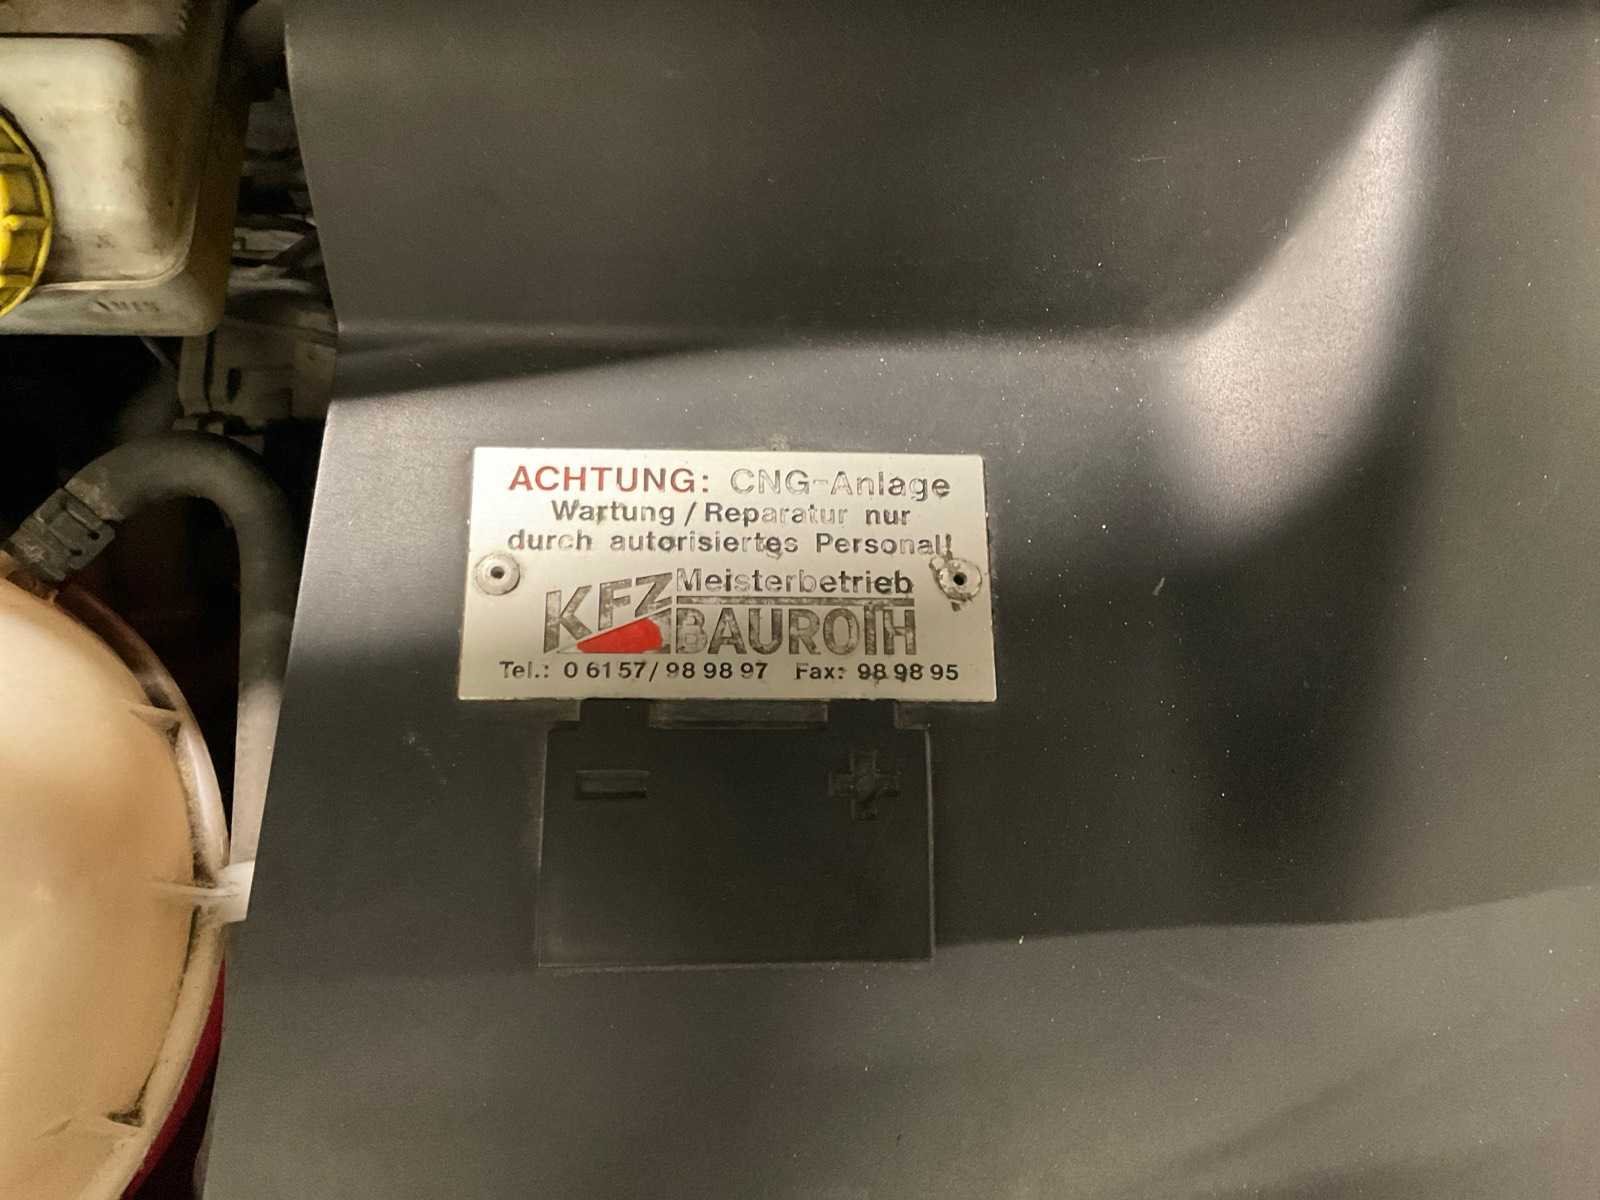 ACHTUNG: CNG-Anlage
Wartung / Reparatur nur
durch autorisiertes Personal!
KFZ Meisterbetrieb
BAUROTH
Tel.: 0 61 57 / 98 98 97 Fax: 98 98 95